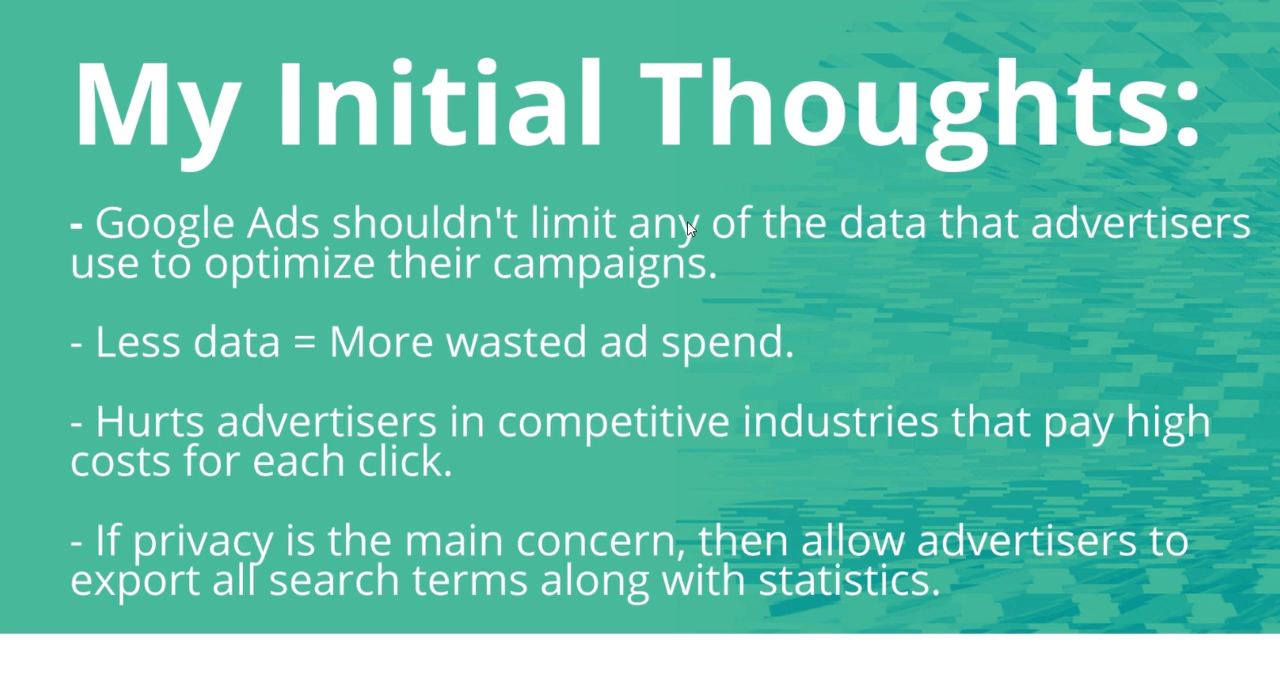 My Initial Thoughts:
- Google Ads shouldn't limit any of the data that advertisers
use to optimize their campaigns.
- Less data = More wasted ad spend.
- Hurts advertisers in competitive industries that pay high
costs for each click.
- If privacy is the main concern, then allow advertisers to
export all search terms along with statistics.